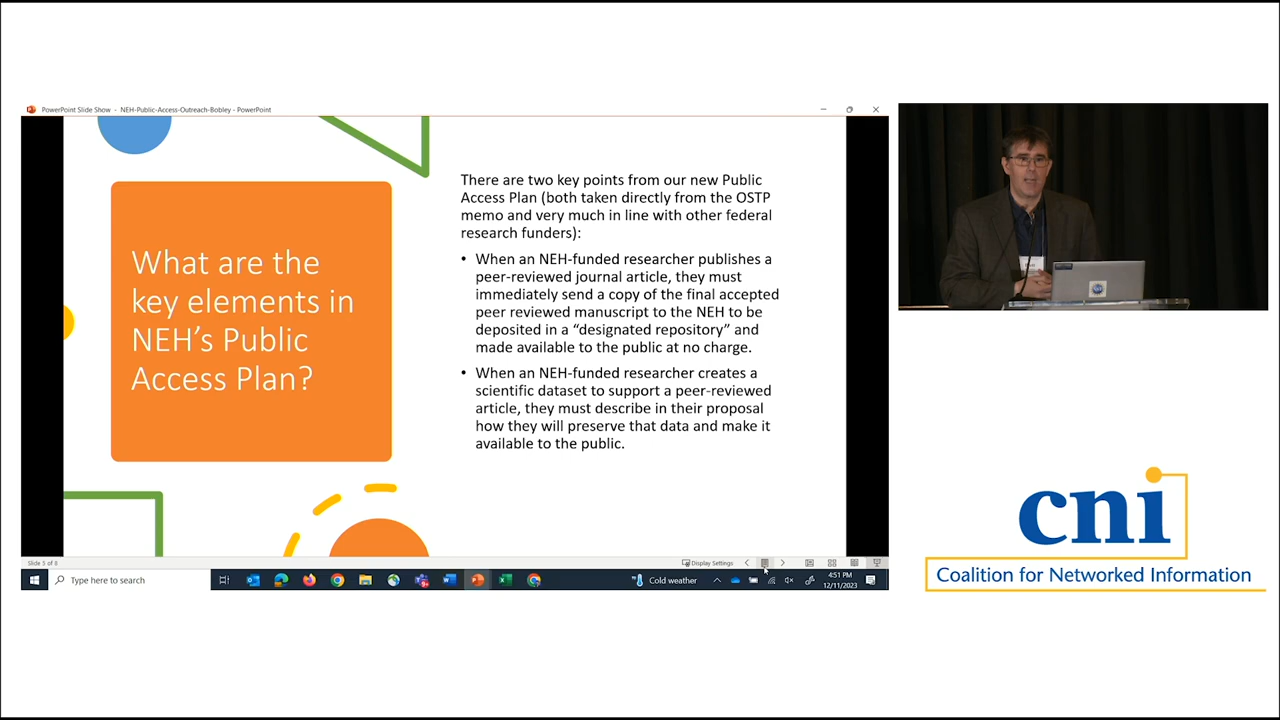 PowerPoint Slide Show - NEH-Public-Access-Outreach-Bobley - PowerPoint
What are the
key elements in
NEH’s Public
Access Plan?
There are two key points from our new Public
Access Plan (both taken directly from the OSTP
memo and very much in line with other federal
research funders):
• When an NEH-funded researcher publishes a
peer-reviewed journal article, they must
immediately send a copy of the final accepted
peer reviewed manuscript to the NEH to be
deposited in a “designated repository” and
made available to the public at no charge.
• When an NEH-funded researcher creates a
scientific dataset to support a peer-reviewed
article, they must describe in their proposal
how they will preserve that data and make it
available to the public.
Slide 5 of 8
Display Settings
Type here to search
Cold weather
4:51 PM
12/11/2023
cni
Coalition for Networked Information